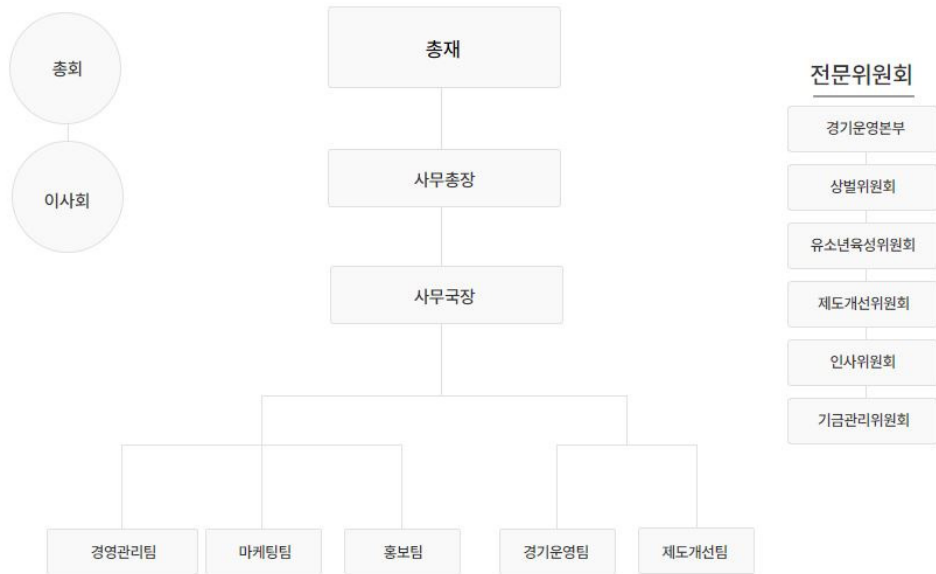 총회
이사회
총재
사무총장
사무국장
경영관리팀
마케팅팀
홍보팀
경기운영팀
제도개선팀
전문위원회
경기운영본부
상벌위원회
유소년육성위원회
제도개선위원회
인사위원회
기금관리위원회